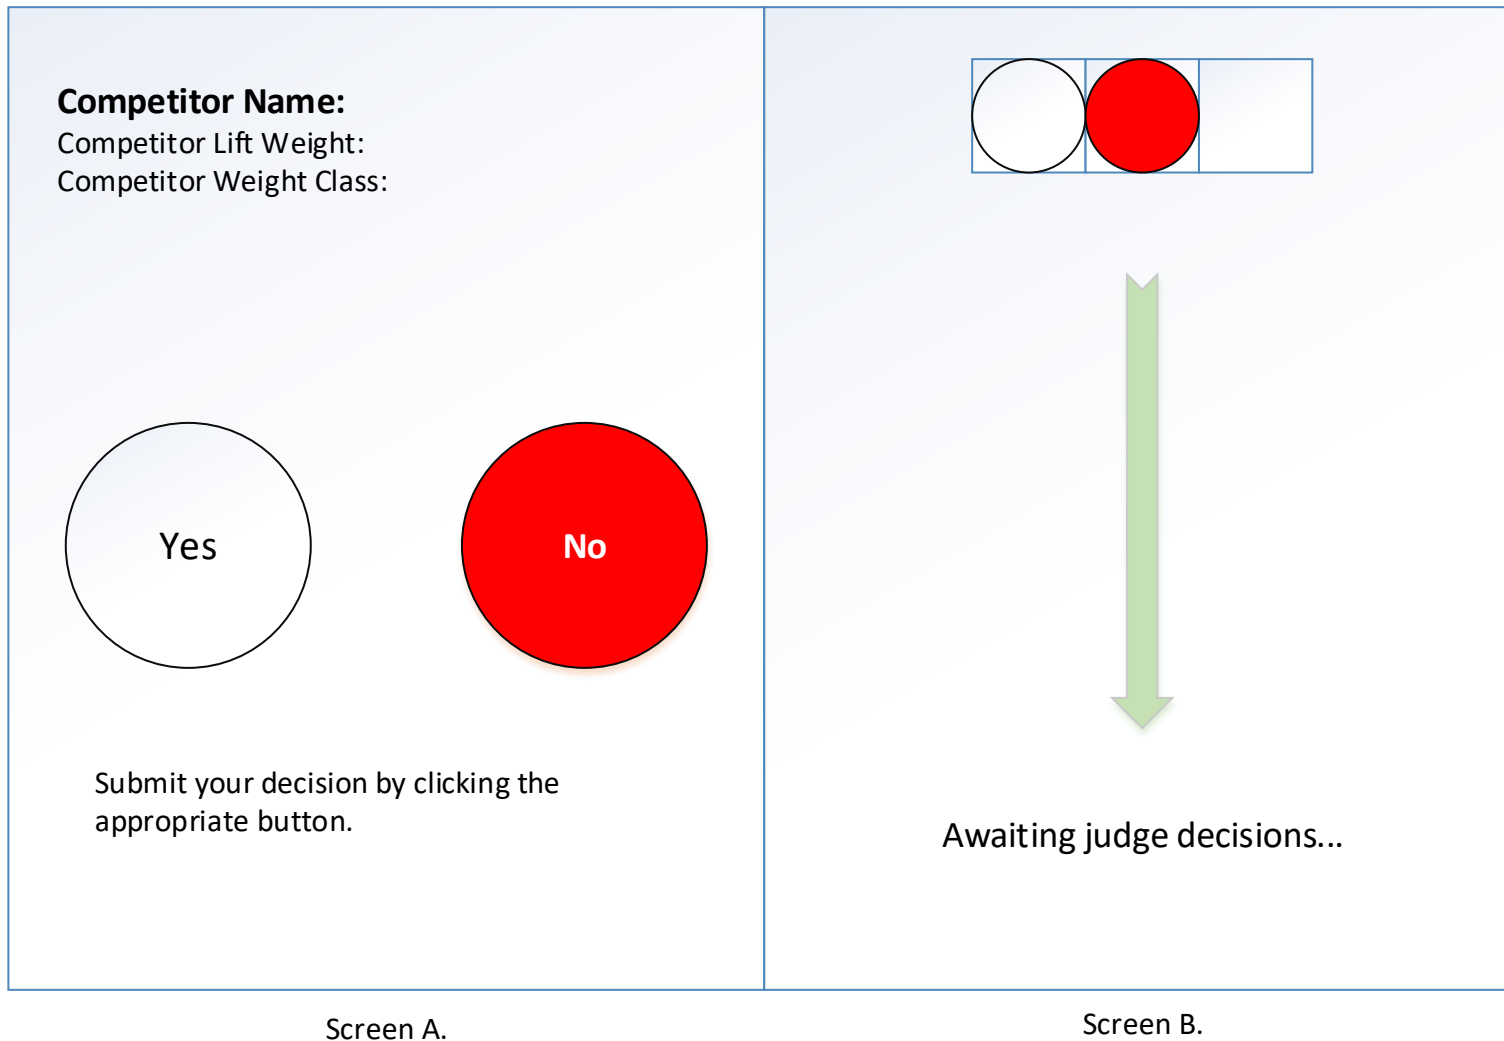 Competitor Name:
Competitor Lift Weight:
Competitor Weight Class:
Yes
No
Submit your decision by clicking the
appropriate button.
Awaiting judge decisions...
Screen A.
Screen B.